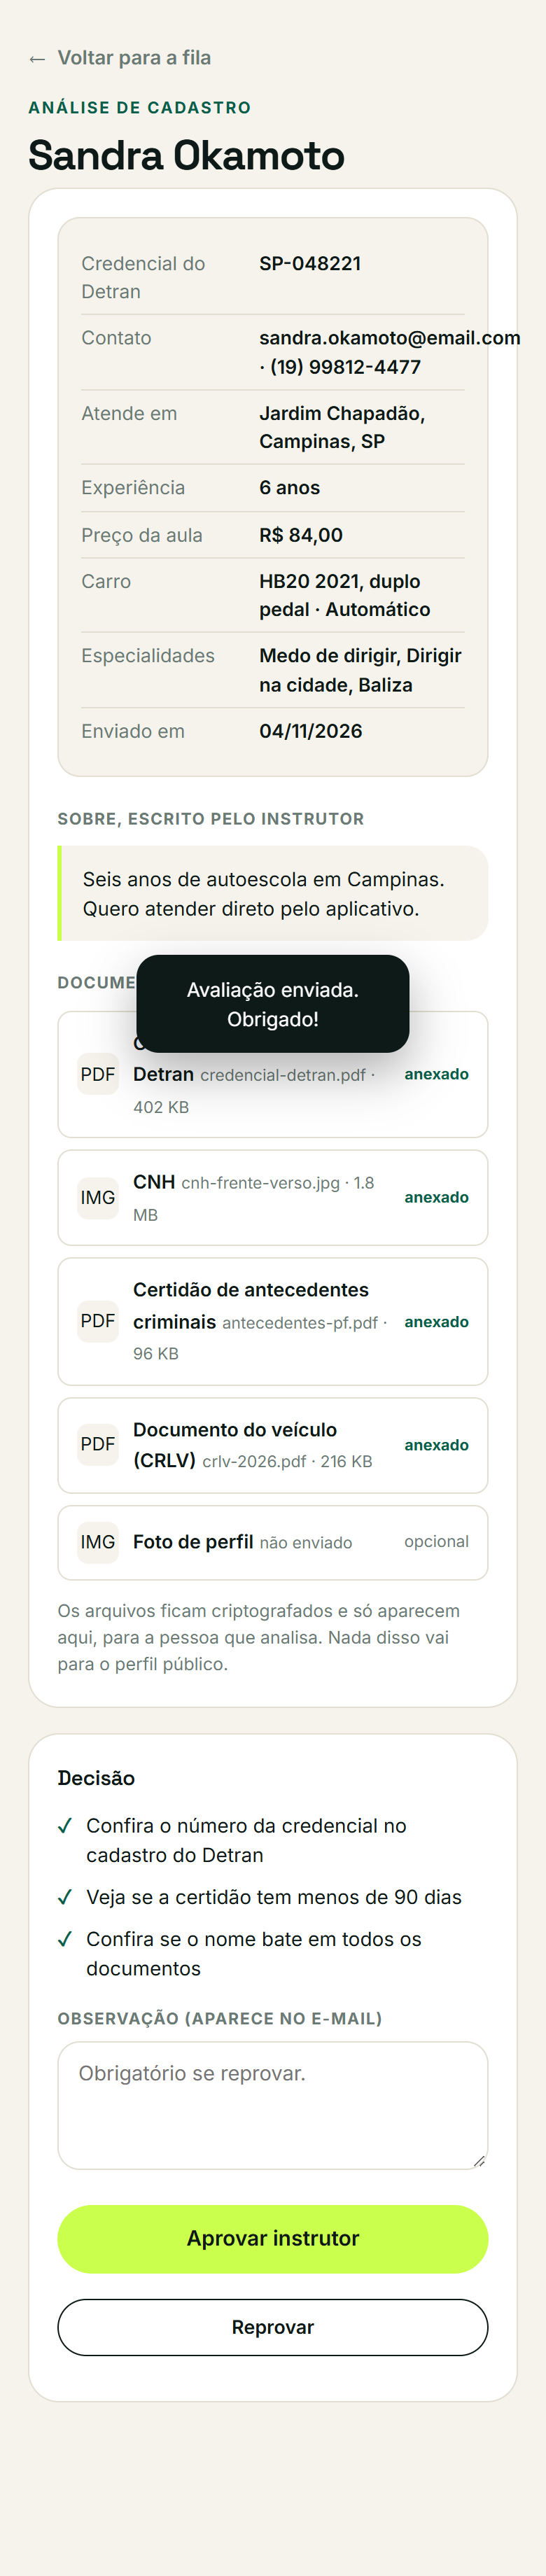 ← Voltar para a fila
ANÁLISE DE CADASTRO
Sandra Okamoto
Credencial do
Detran
SP-048221
Contato
sandra.okamoto@email.com
· (19) 99812-4477
Atende em
Jardim Chapadão,
Campinas, SP
Experiência
6 anos
Preço da aula
R$ 84,00
Carro
HB20 2021, duplo
pedal · Automático
Especialidades
Medo de dirigir, Dirigir
na cidade, Baliza
Enviado em
04/11/2026
SOBRE, ESCRITO PELO INSTRUTOR
Seis anos de autoescola em Campinas.
Quero atender direto pelo aplicativo.
Avaliação enviada.
Obrigado!
PDF
Detran credencial-detran.pdf ·
402 KB
anexado
IMG
CNH cnh-frente-verso.jpg · 1.8
MB
anexado
PDF
Certidão de antecedentes
criminais antecedentes-pf.pdf ·
96 KB
anexado
PDF
Documento do veículo
(CRLV) crlv-2026.pdf · 216 KB
anexado
IMG
Foto de perfil não enviado
opcional
Os arquivos ficam criptografados e só aparecem
aqui, para a pessoa que analisa. Nada disso vai
para o perfil público.
Decisão
✓ Confira o número da credencial no
cadastro do Detran
✓ Veja se a certidão tem menos de 90 dias
✓ Confira se o nome bate em todos os
documentos
OBSERVAÇÃO (APARECE NO E-MAIL)
Obrigatório se reprovar.
Aprovar instrutor
Reprovar